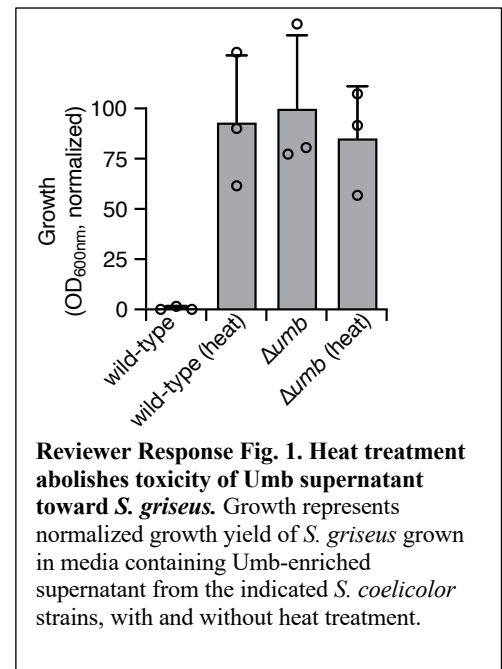 Growth
(OD600nm, normalized)
100
75
50
25
0
wild-type
wild-type (heat)
Δumb
Δumb (heat)
Reviewer Response Fig. 1. Heat treatment
abolishes toxicity of Umb supernatant
toward S. griseus. Growth represents
normalized growth yield of S. griseus grown
in media containing Umb-enriched
supernatant from the indicated S. coelicolor
strains, with and without heat treatment.